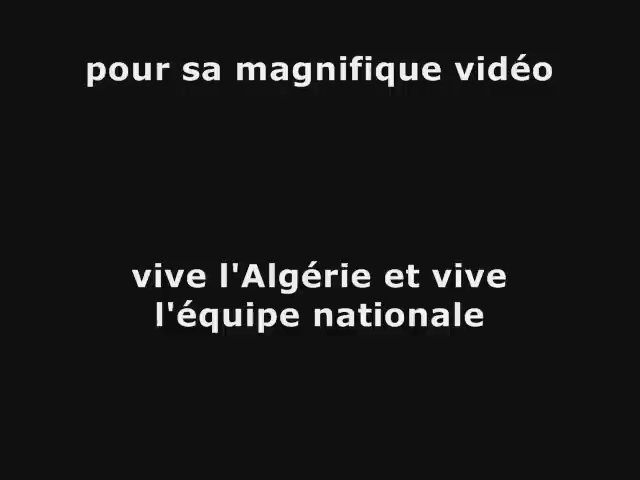 pour sa magnifique vidéo
vive l'Algérie et vive
l'équipe nationale